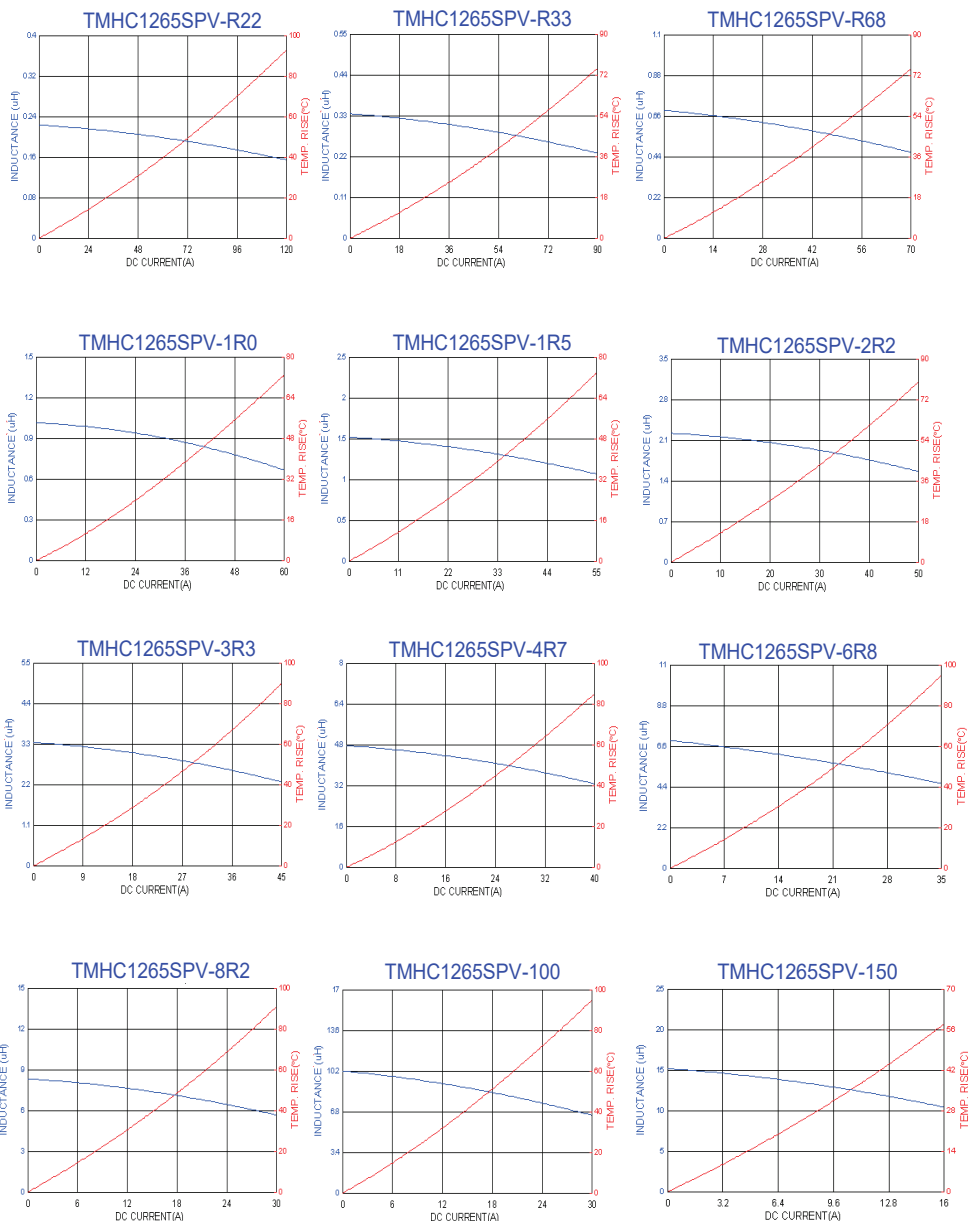 TMHC1265SPV-R22
0.4 100
0.32 80
0.24 60
0.16 40
0.08 20
0 0
INDUCTANCE (uH)
TEMP. RISE(ºC)
0 24 48 72 96 120
DC CURRENT(A)
TMHC1265SPV-R33
0.55 90
0.44 72
0.33 54
0.22 36
0.11 18
0 0
INDUCTANCE (uH)
TEMP. RISE(ºC)
0 18 36 54 72 90
DC CURRENT(A)
TMHC1265SPV-R68
1.1 90
0.88 72
0.66 54
0.44 36
0.22 18
0 0
INDUCTANCE (uH)
TEMP. RISE(ºC)
0 14 28 42 56 70
DC CURRENT(A)
TMHC1265SPV-1R0
1.5 80
1.2 64
0.9 48
0.6 32
0.3 16
0 0
INDUCTANCE (uH)
TEMP. RISE(ºC)
0 12 24 36 48 60
DC CURRENT(A)
TMHC1265SPV-1R5
2.5 80
2 64
1.5 48
1 32
0.5 16
0 0
INDUCTANCE (uH)
TEMP. RISE(ºC)
0 11 22 33 44 55
DC CURRENT(A)
TMHC1265SPV-2R2
3.5 90
2.8 72
2.1 54
1.4 36
0.7 18
0 0
INDUCTANCE (uH)
TEMP. RISE(ºC)
0 10 20 30 40 50
DC CURRENT(A)
TMHC1265SPV-3R3
5.5 100
4.4 80
3.3 60
2.2 40
1.1 20
0 0
INDUCTANCE (uH)
TEMP. RISE(ºC)
0 9 18 27 36 45
DC CURRENT(A)
TMHC1265SPV-4R7
8 100
6.4 80
4.8 60
3.2 40
1.6 20
0 0
INDUCTANCE (uH)
TEMP. RISE(ºC)
0 8 16 24 32 40
DC CURRENT(A)
TMHC1265SPV-6R8
11 100
8.8 80
6.6 60
4.4 40
2.2 20
0 0
INDUCTANCE (uH)
TEMP. RISE(ºC)
0 7 14 21 28 35
DC CURRENT(A)
TMHC1265SPV-8R2
15 100
12 80
9 60
6 40
3 20
0 0
INDUCTANCE (uH)
TEMP. RISE(ºC)
0 6 12 18 24 30
DC CURRENT(A)
TMHC1265SPV-100
17 100
13.6 80
10.2 60
6.8 40
3.4 20
0 0
INDUCTANCE (uH)
TEMP. RISE(ºC)
0 6 12 18 24 30
DC CURRENT(A)
TMHC1265SPV-150
25 70
20 56
15 42
10 28
5 14
0 0
INDUCTANCE (uH)
TEMP. RISE(ºC)
0 3.2 6.4 9.6 12.8 16
DC CURRENT(A)